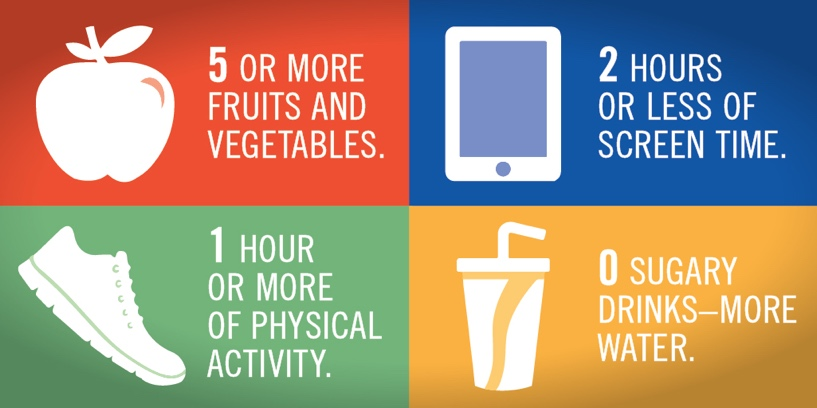 5 OR MORE
FRUITS AND
VEGETABLES.
2 HOURS
OR LESS OF
SCREEN TIME.
1 HOUR
OR MORE
OF PHYSICAL
ACTIVITY.
0 SUGARY
DRINKS—MORE
WATER.